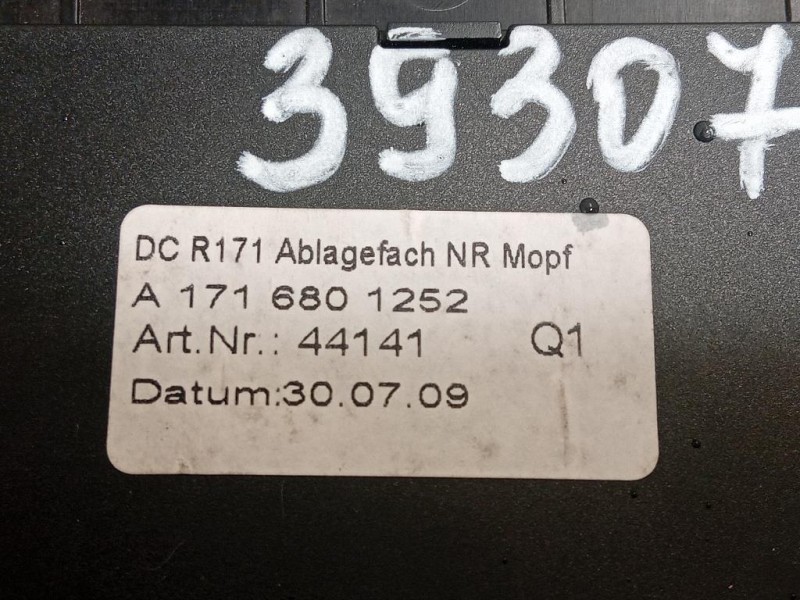 39307
DC R171 Ablagefach NR Mopf
A 171 680 1252
Art.Nr.: 44141 Q1
Datum:30.07.09